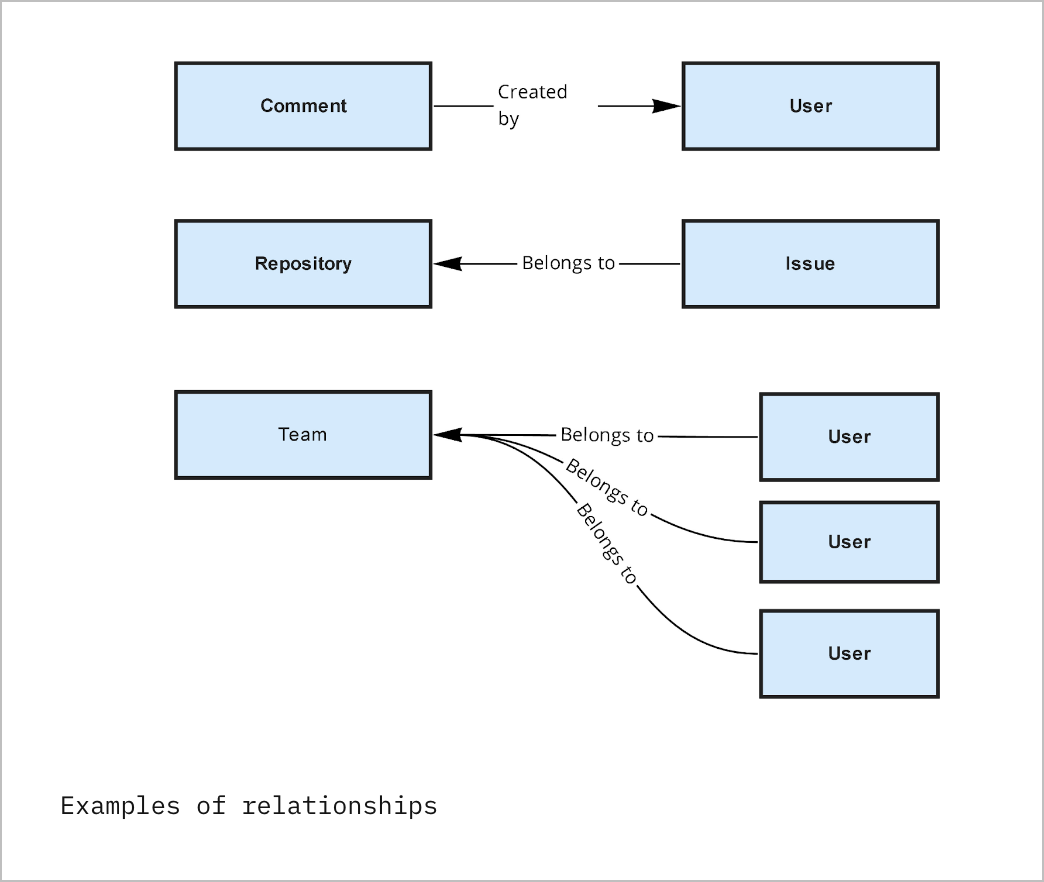 Comment
Created
by
User
Repository
Belongs to
Issue
Team
Belongs to
User
Belongs to
User
Belongs to
User
Examples of relationships